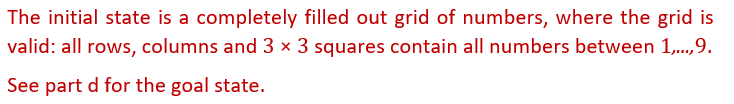 The initial state is a completely filled out grid of numbers, where the grid is
valid: all rows, columns and 3 × 3 squares contain all numbers between 1,…,9.
See part d for the goal state.